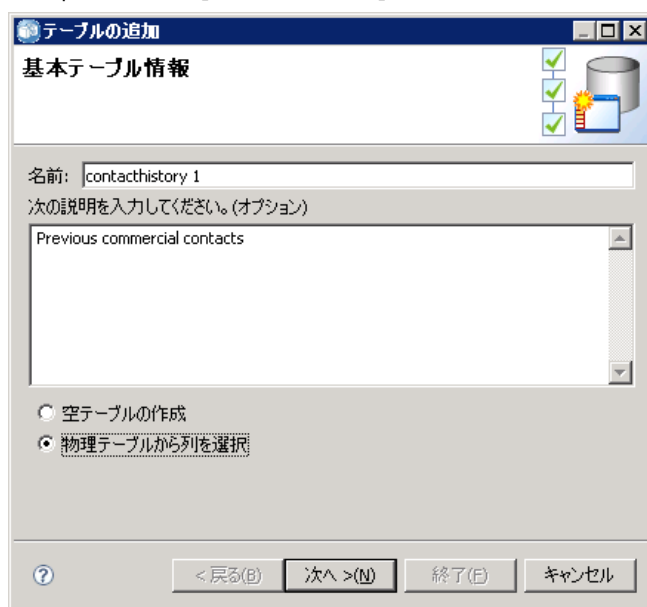 テーブルの追加
基本テーブル情報
名前: contacthistory 1
次の説明を入力してください。(オプション)
Previous commercial contacts
空テーブルの作成
物理テーブルから列を選択
< 戻る(B) 次へ >(N) 終了(F) キャンセル